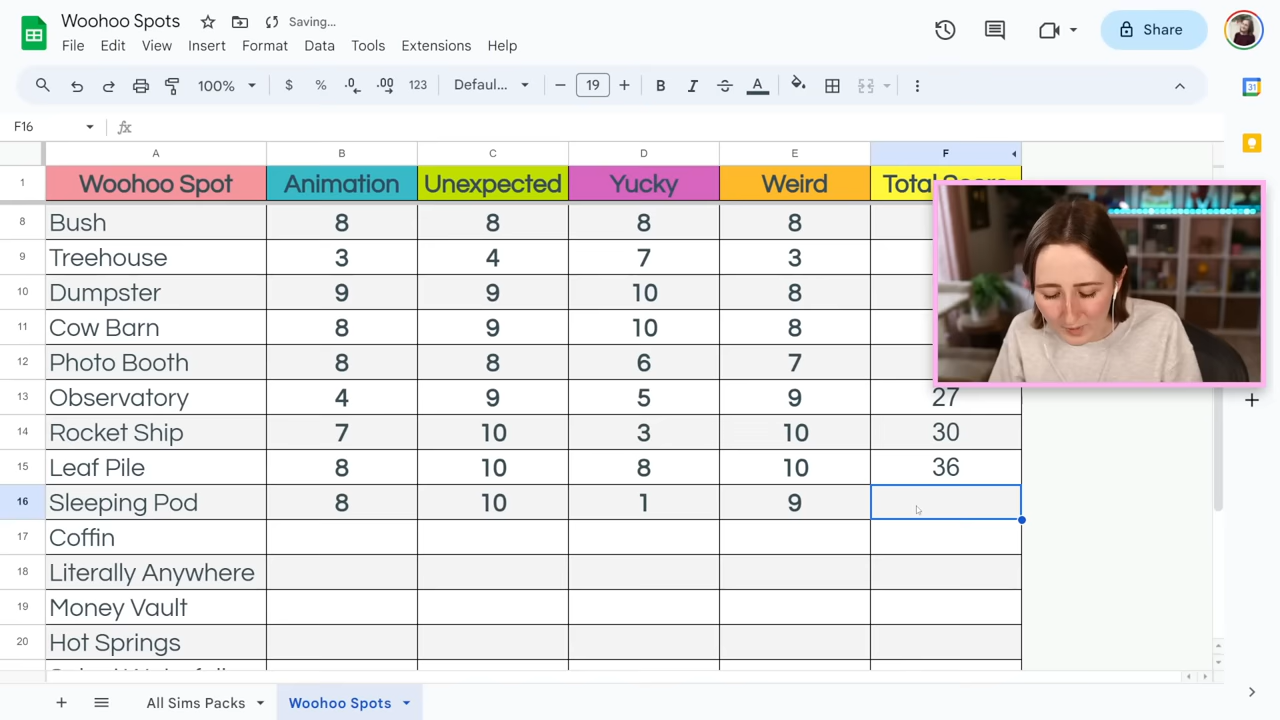 Woohoo Spots Saving...
File Edit View Insert Format Data Tools Extensions Help
Share
100% $ % .0 .00 123 Defaul... 19 B I A
F16 fx
31
A B C D E F
1 Woohoo Spot Animation Unexpected Yucky Weird Total
8 Bush 8 8 8 8
9 Treehouse 3 4 7 3
10 Dumpster 9 9 10 8
11 Cow Barn 8 9 10 8
12 Photo Booth 8 8 6 7
13 Observatory 4 9 5 9 27
14 Rocket Ship 7 10 3 10 30
15 Leaf Pile 8 10 8 10 36
16 Sleeping Pod 8 10 1 9
17 Coffin
18 Literally Anywhere
19 Money Vault
20 Hot Springs
All Sims Packs Woohoo Spots